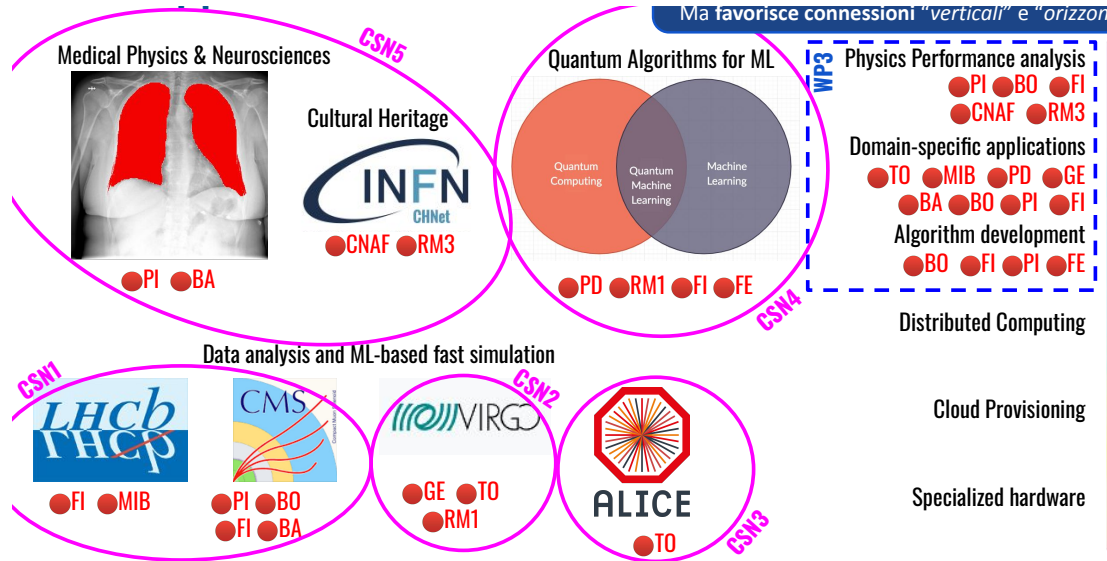 Ma favorisce connessioni "verticali" e
CSN5
Medical Physics & Neurosciences
Cultural Heritage
INFN
CHNet
CNAF RM3
PI BA
Quantum Algorithms for ML
Quantum
Computing
Quantum
Machine
Learning
Machine
Learning
PD RM1 FI FE
CSN4
WP3
Physics Performance analysis
PI BO FI
CNAF RM3
Domain-specific applications
TO MIB PD GE
BA BO PI FI
Algorithm development
BO FI PI FE
Distributed Computing
Cloud Provisioning
Specialized hardware
Data analysis and ML-based fast simulation
CSN1
LHCb
LHCp
FI MIB
CMS
PI BO
FI BA
CSN2
VIRGO
GE TO
RM1
ALICE
TO
CSN3